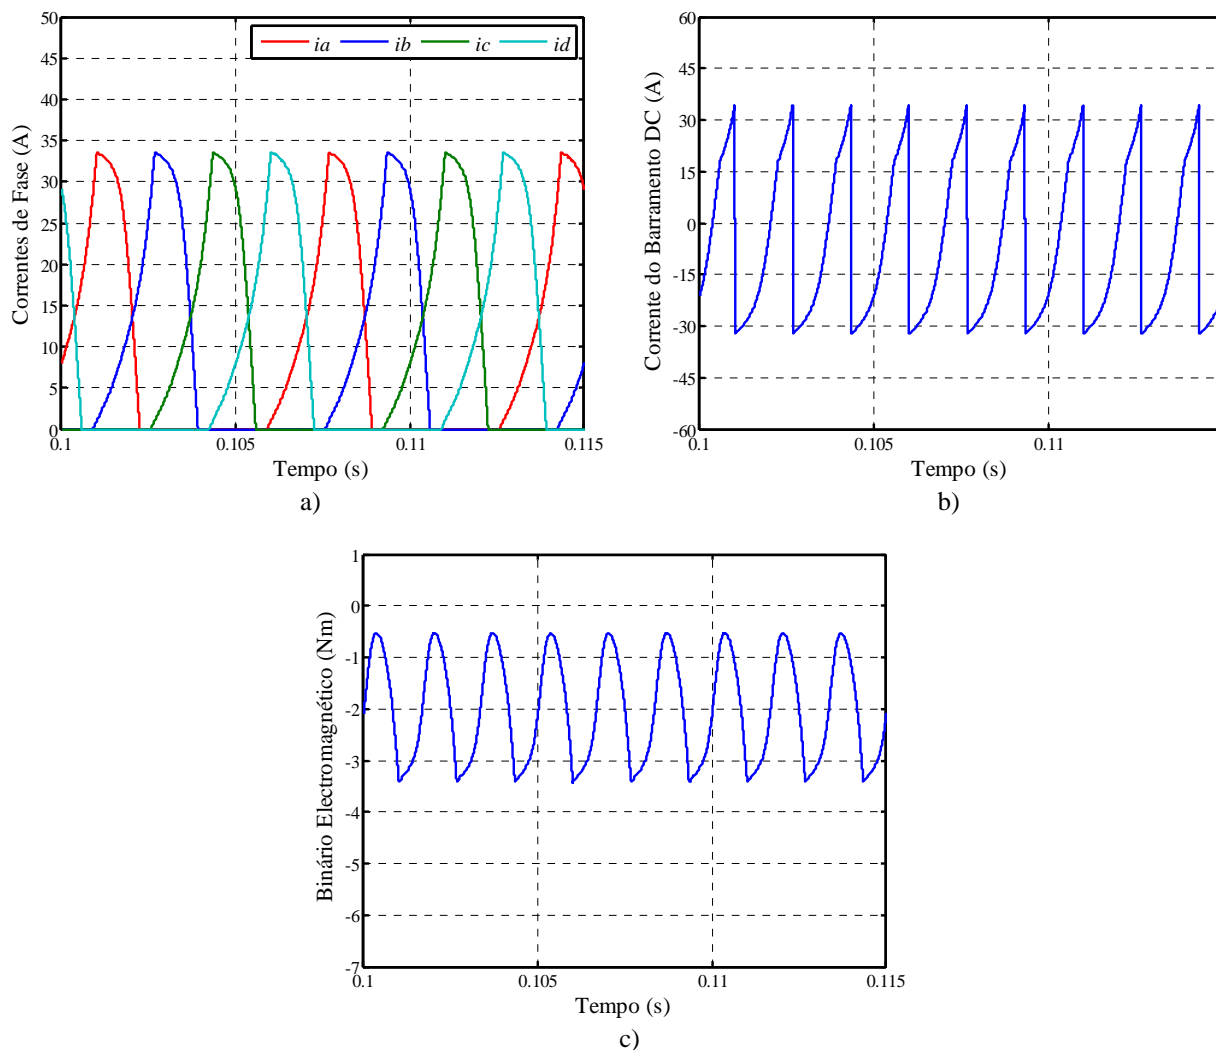 50
45
40
35
30
25
20
15
10
5
0
Correntes de Fase (A)
ia ib ic id
0.1 0.105 0.11 0.115
Tempo (s)
a)
60
45
30
15
0
-15
-30
-45
-60
Corrente do Barramento DC (A)
0.1 0.105 0.11
Tempo (s)
b)
1
0
-1
-2
-3
-4
-5
-6
-7
Binário Electromagnético (Nm)
0.1 0.105 0.11 0.115
Tempo (s)
c)